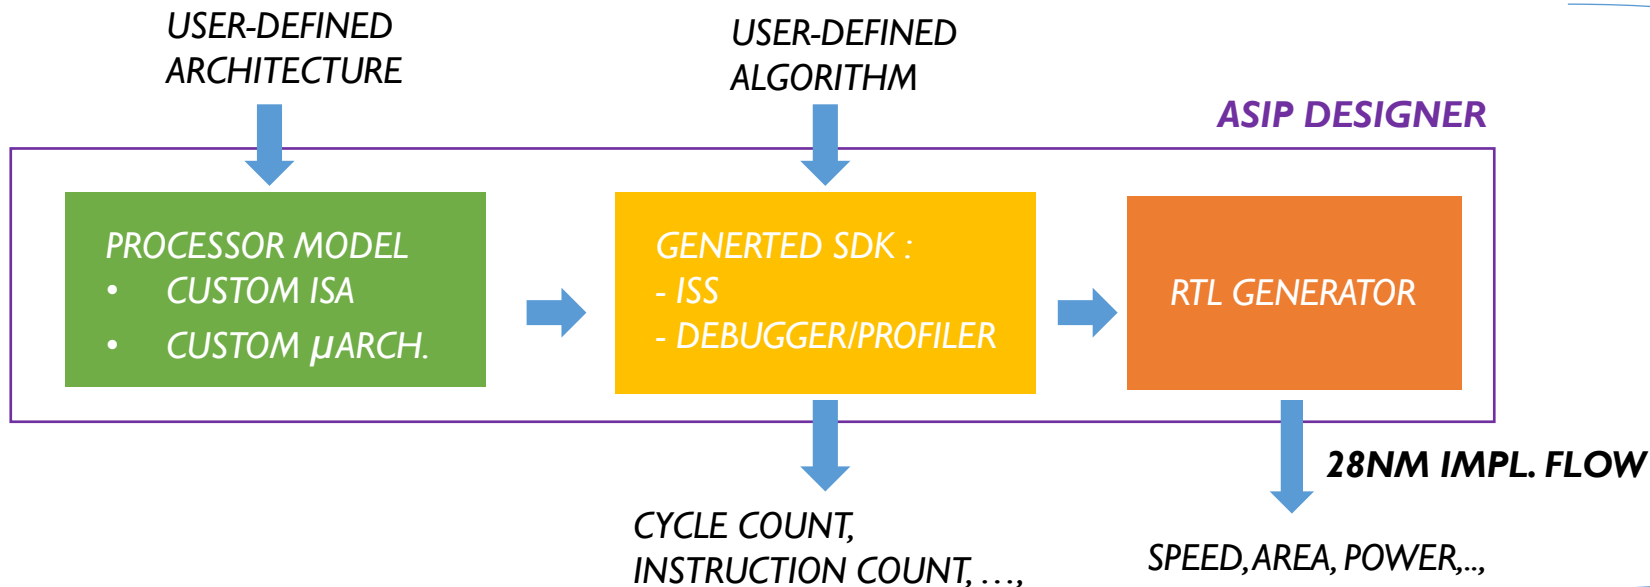 USER-DEFINED
ARCHITECTURE
USER-DEFINED
ALGORITHM
ASIP DESIGNER
PROCESSOR MODEL
• CUSTOM ISA
• CUSTOM µARCH.
GENERTED SDK :
- ISS
- DEBUGGER/PROFILER
RTL GENERATOR
28NM IMPL. FLOW
CYCLE COUNT,
INSTRUCTION COUNT, …,
SPEED, AREA, POWER,..,